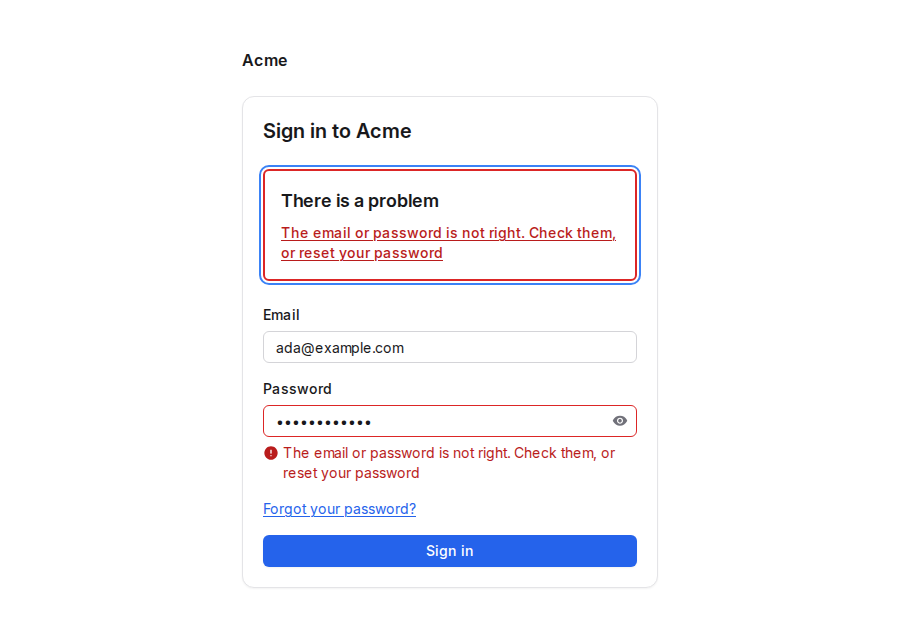 Acme
Sign in to Acme
There is a problem
The email or password is not right. Check them,
or reset your password
Email
ada@example.com
Password
••••••••••••
The email or password is not right. Check them, or
reset your password
Forgot your password?
Sign in